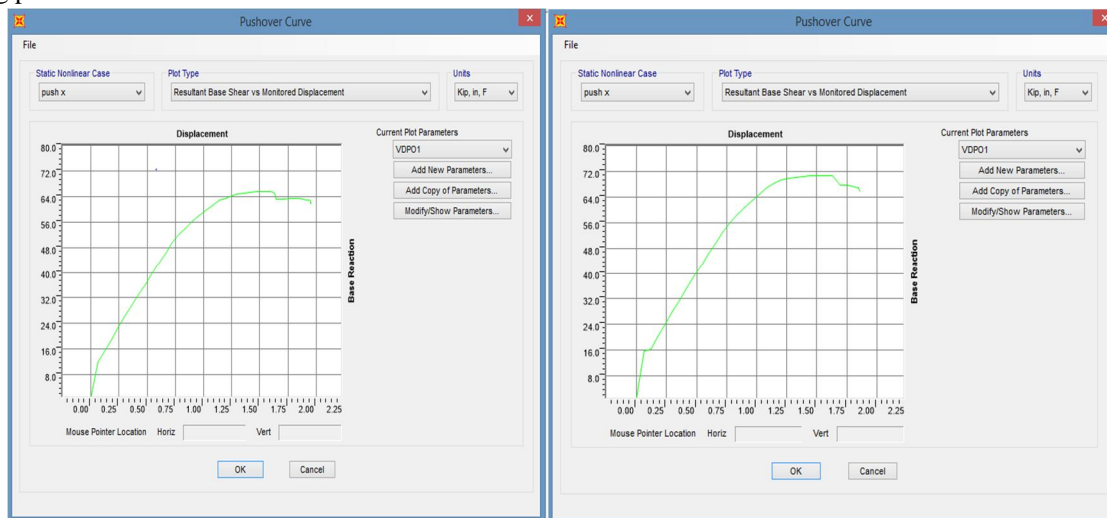 Pushover Curve
File
Static Nonlinear Case
push x
Plot Type
Resultant Base Shear vs Monitored Displacement
Units
Kip, in, F
Displacement
80.0
72.0
64.0
56.0
48.0
40.0
32.0
24.0
16.0
8.0
0.00 0.25 0.50 0.75 1.00 1.25 1.50 1.75 2.00 2.25
Base Reaction
Current Plot Parameters
VDPO1
Add New Parameters...
Add Copy of Parameters...
Modify/Show Parameters...
Mouse Pointer Location Horiz Vert
OK Cancel
Pushover Curve
File
Static Nonlinear Case
push x
Plot Type
Resultant Base Shear vs Monitored Displacement
Units
Kip, in, F
Displacement
80.0
72.0
64.0
56.0
48.0
40.0
32.0
24.0
16.0
8.0
0.00 0.25 0.50 0.75 1.00 1.25 1.50 1.75 2.00 2.25
Base Reaction
Current Plot Parameters
VDPO1
Add New Parameters...
Add Copy of Parameters...
Modify/Show Parameters...
Mouse Pointer Location Horiz Vert
OK Cancel